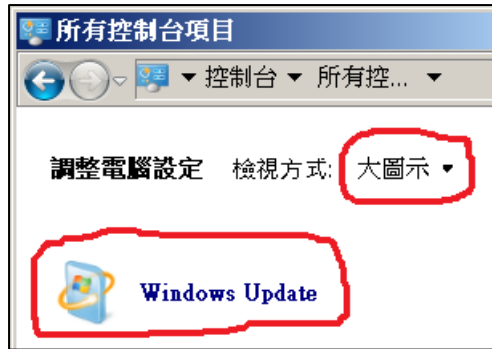 所有控制台項目
控制台 ▼ 所有控... ▼
調整電腦設定 檢視方式: 大圖示 ▼
Windows Update